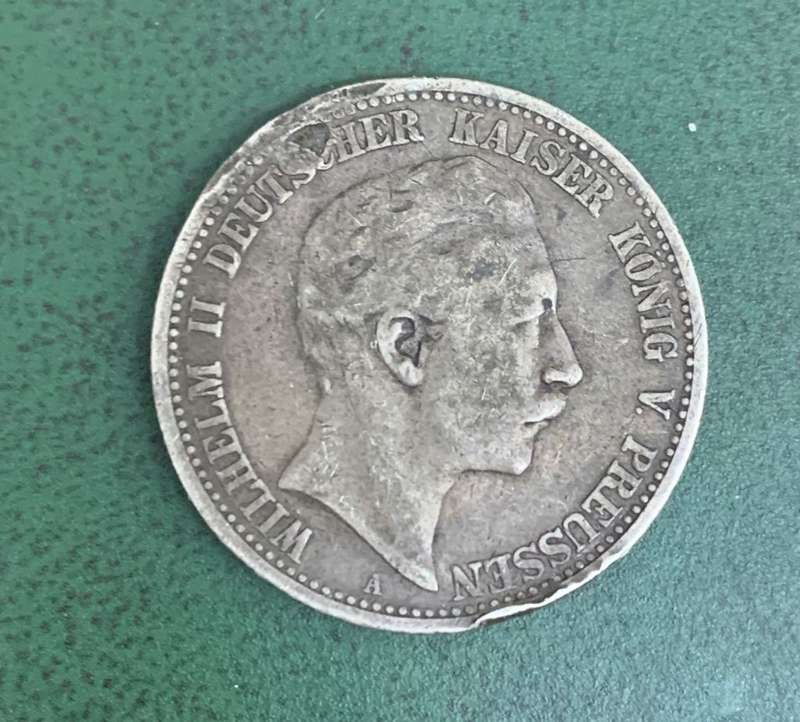 WILHELM II DEUTSCHER KAISER KÖNIG V. PREUSSEN
A